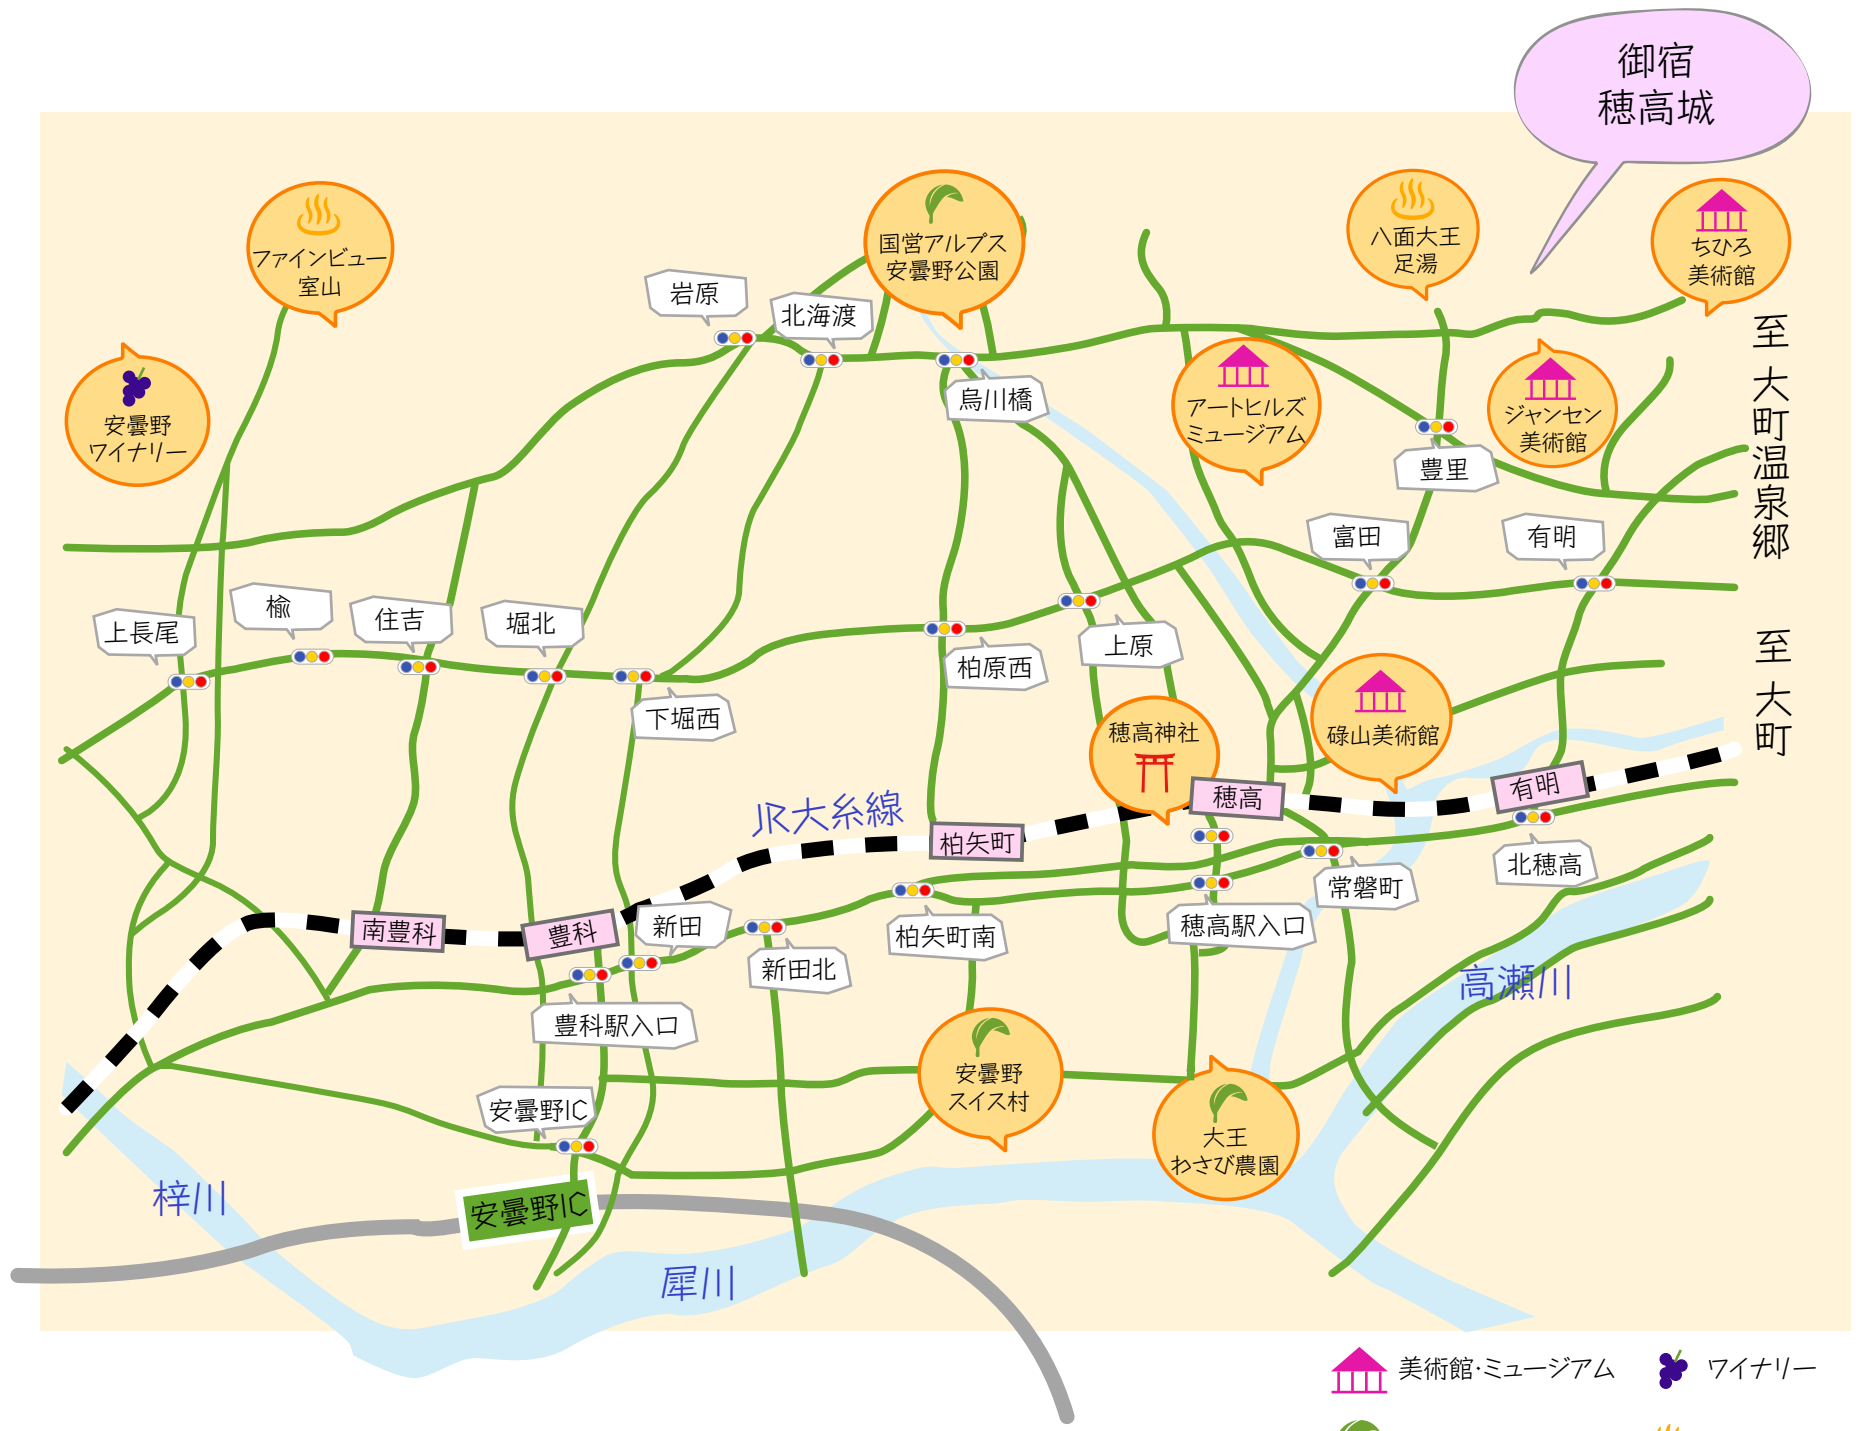 御宿
穂高城
ファインビュー
室山
国営アルプス
安曇野公園
八面大王
足湯
ちひろ
美術館
岩原
北海渡
至 大町温泉郷
安曇野
ワイナリー
烏川橋
アートヒルズ
ミュージアム
ジャンセン
美術館
豊里
富田
有明
上長尾
楡
住吉
堀北
下堀西
柏原西
上原
至 大町
穂高神社
碌山美術館
JR大糸線
柏矢町
穂高
有明
北穂高
常磐町
南豊科
豊科
新田
新田北
柏矢町南
穂高駅入口
高瀬川
豊科駅入口
安曇野
スイス村
安曇野IC
大王
わさび農園
梓川
安曇野IC
犀川
美術館・ミュージアム
ワイナリー